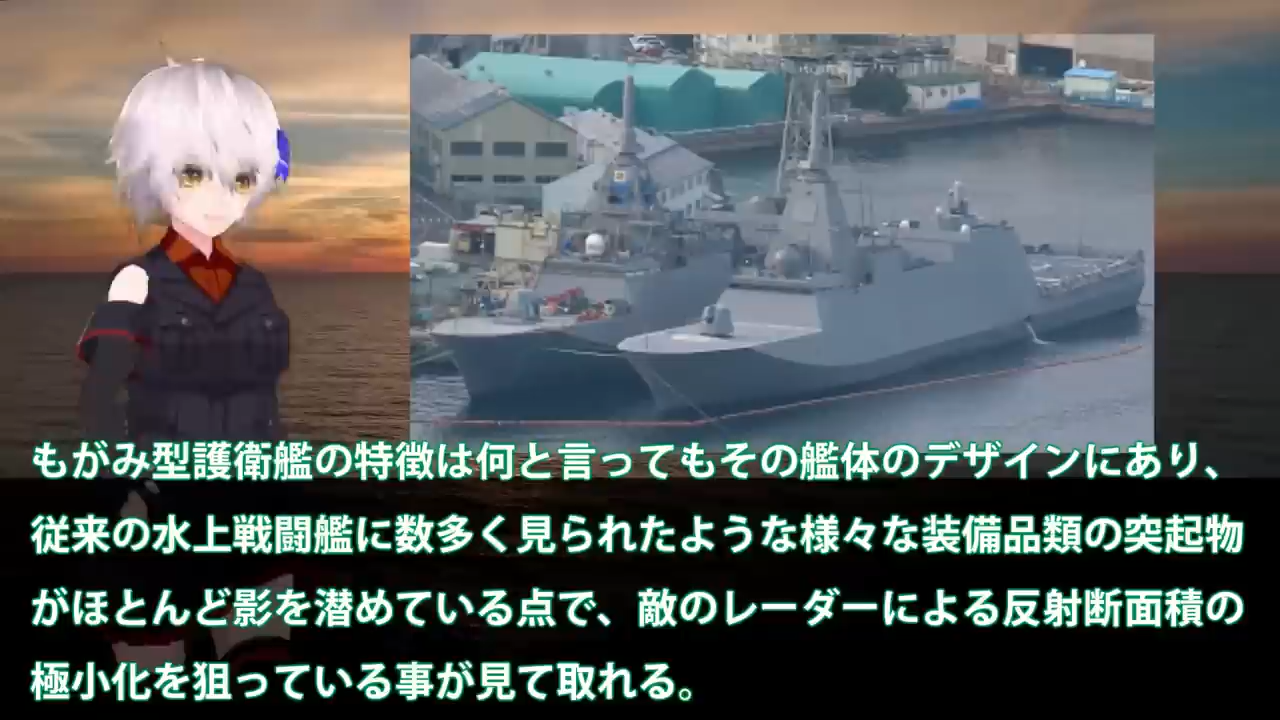 もがみ型護衛艦の特徴は何と言ってもその艦体のデザインにあり、
従来の水上戦闘艦に数多く見られたような様々な装備品類の突起物
がほとんど影を潜めている点で、敵のレーダーによる反射断面積の
極小化を狙っている事が見て取れる。